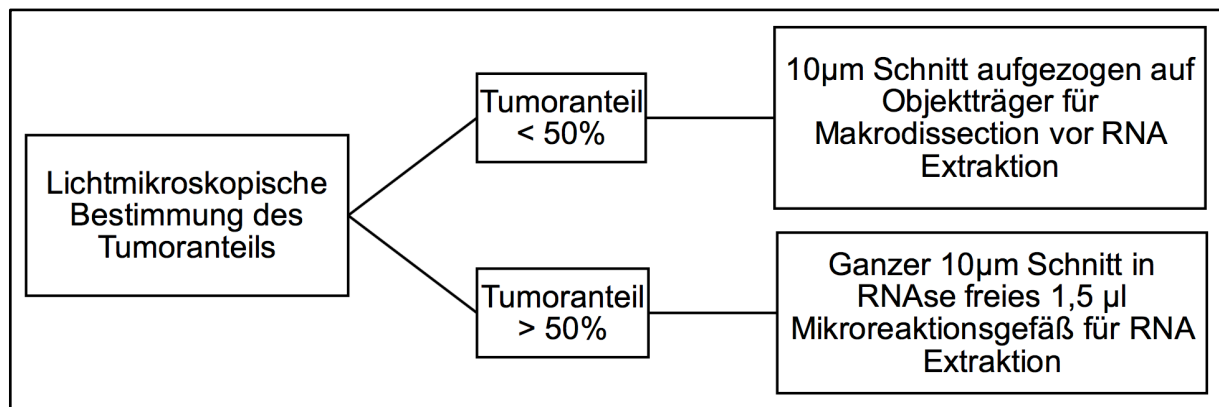 Lichtmikroskopische
Bestimmung des
Tumoranteils
Tumoranteil
< 50%
10µm Schnitt aufgezogen auf
Objektträger für
Makrodissection vor RNA
Extraktion
Tumoranteil
> 50%
Ganzer 10µm Schnitt in
RNAse freies 1,5 µl
Mikroreaktionsgefäß für RNA
Extraktion